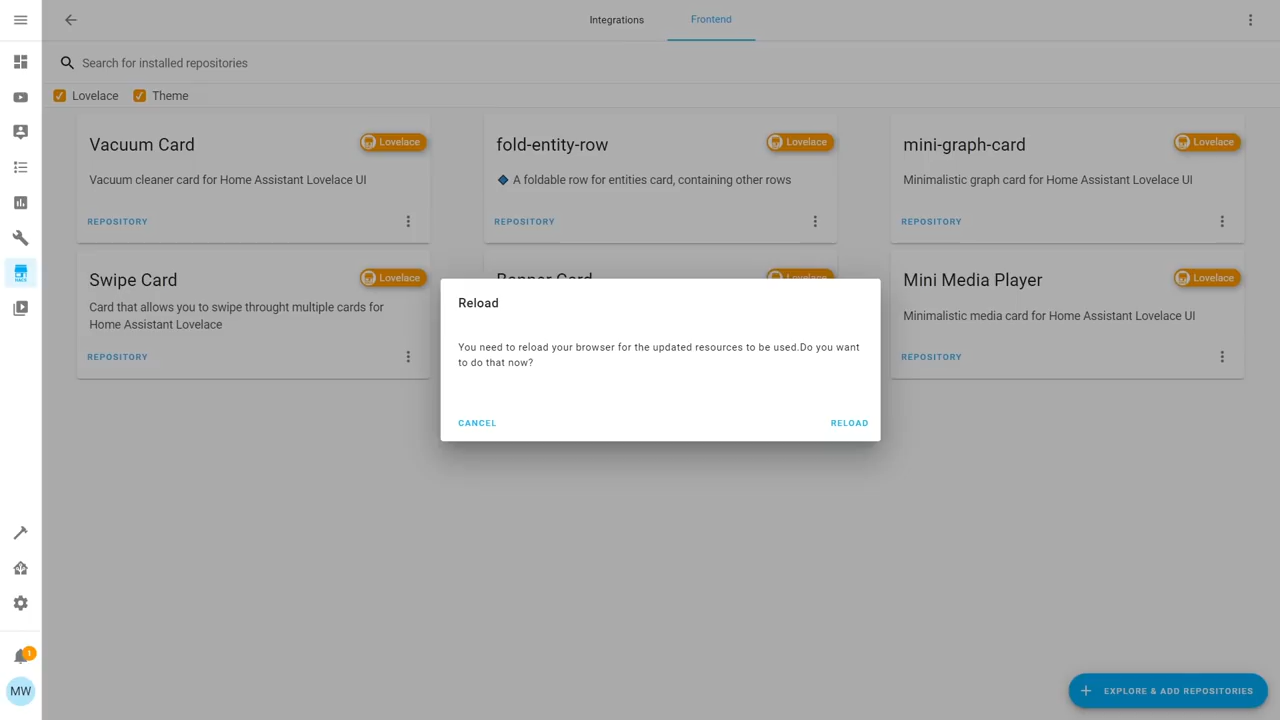 Integrations
Frontend
Search for installed repositories
Lovelace
Theme
Vacuum Card
Lovelace
Vacuum cleaner card for Home Assistant Lovelace UI
REPOSITORY
fold-entity-row
Lovelace
A foldable row for entities card, containing other rows
REPOSITORY
mini-graph-card
Lovelace
Minimalistic graph card for Home Assistant Lovelace UI
REPOSITORY
Swipe Card
Lovelace
Card that allows you to swipe throught multiple cards for
Home Assistant Lovelace
REPOSITORY
Banner Card
Lovelace
Mini Media Player
Lovelace
Minimalistic media card for Home Assistant Lovelace UI
REPOSITORY
Reload
You need to reload your browser for the updated resources to be used.Do you want
to do that now?
CANCEL
RELOAD
1
MW
EXPLORE & ADD REPOSITORIES